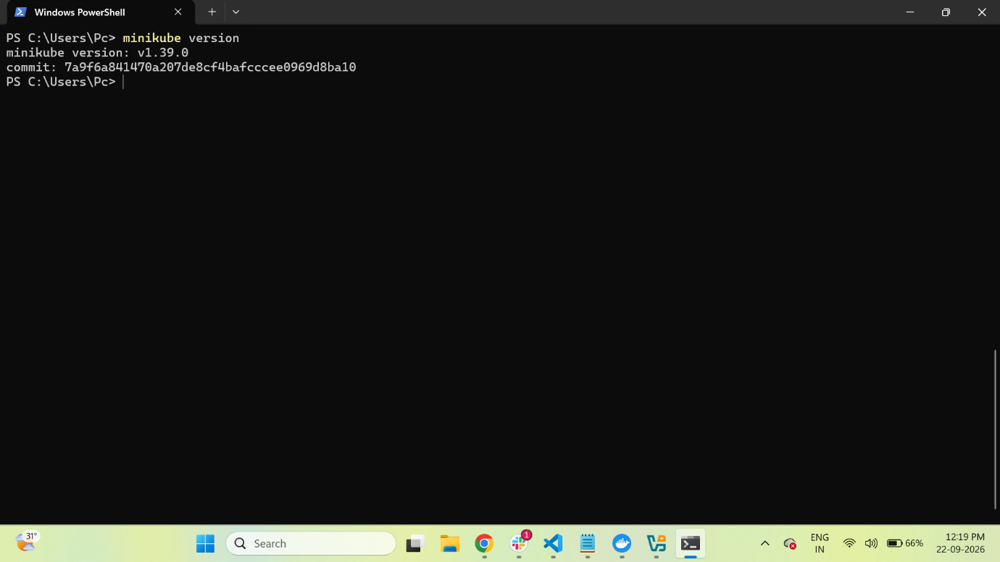 Windows PowerShell
PS C:\Users\Pc> minikube version
minikube version: v1.39.0
commit: 7a9f6a841470a207de8cf4bafcccee0969d8ba10
PS C:\Users\Pc>
31°
Search
1
ENG
IN
66%
12:19 PM
22-09-2026